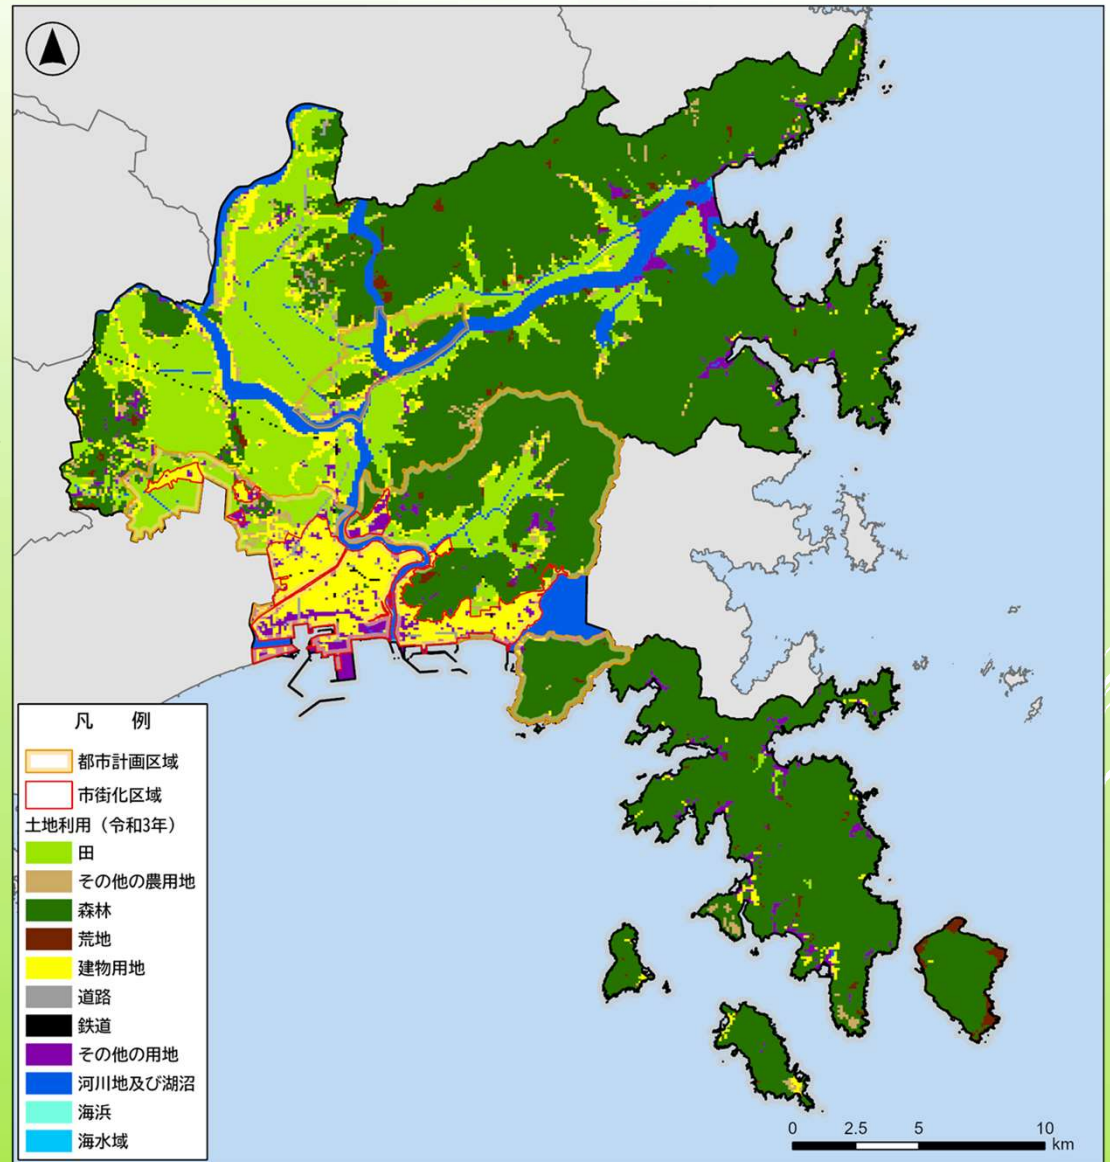 凡 例
都市計画区域
市街化区域
土地利用（令和3年）
田
その他の農用地
森林
荒地
建物用地
道路
鉄道
その他の用地
河川地及び湖沼
海浜
海水域
0 2.5 5 10
km